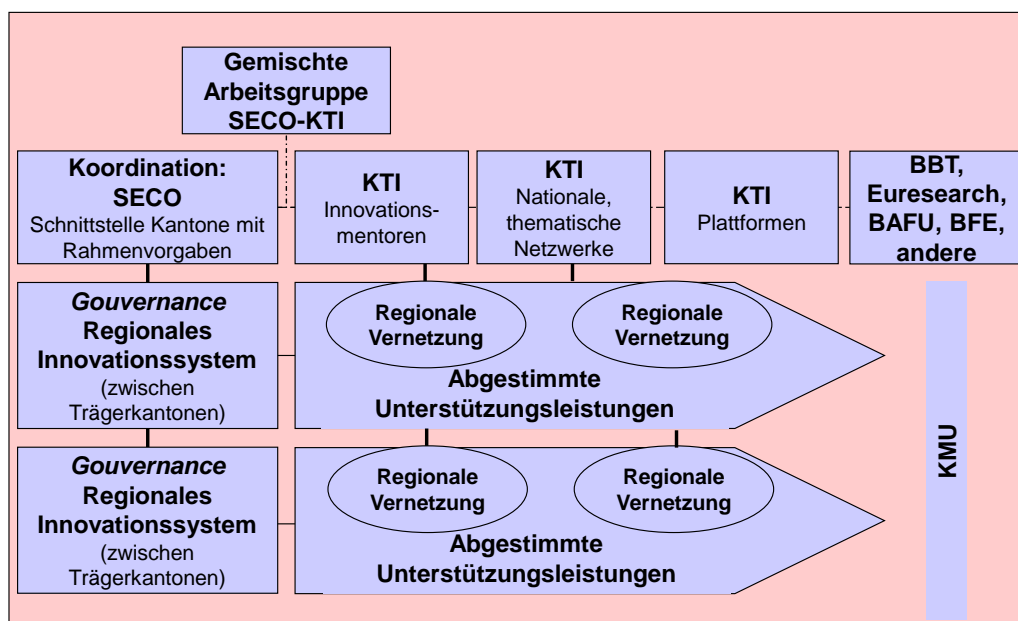 Gemischte
Arbeitsgruppe
SECO-KTI
Koordination:
SECO
Schnittstelle Kantone mit
Rahmenvorgaben
KTI
Innovations-
mentoren
KTI
Nationale,
thematische
Netzwerke
KTI
Plattformen
BBT,
Euresearch,
BAFU, BFE,
andere
Gouvernance
Regionales
Innovationssystem
(zwischen
Trägerkantonen)
Regionale
Vernetzung
Regionale
Vernetzung
Abgestimmte
Unterstützungsleistungen
Gouvernance
Regionales
Innovationssystem
(zwischen
Trägerkantonen)
Regionale
Vernetzung
Regionale
Vernetzung
Abgestimmte
Unterstützungsleistungen
KMU